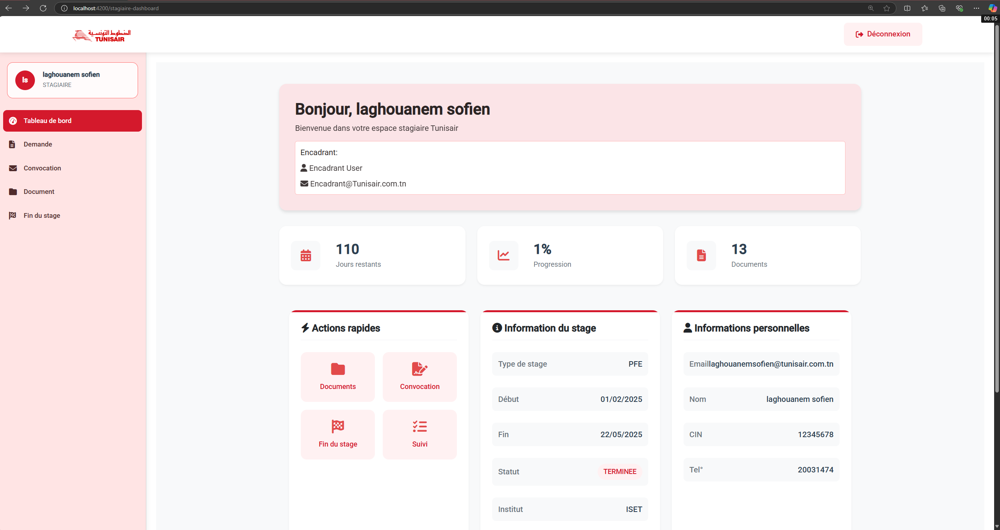 localhost:4200/stagiaire-dashboard
00:05
الخطوط التونسية
TUNISAIR
Déconnexion
ls
laghouanem sofien
STAGIAIRE
Tableau de bord
Demande
Convocation
Document
Fin du stage
Bonjour, laghouanem sofien
Bienvenue dans votre espace stagiaire Tunisair
Encadrant:
Encadrant User
Encadrant@Tunisair.com.tn
110
Jours restants
1%
Progression
13
Documents
Actions rapides
Documents
Convocation
Fin du stage
Suivi
Information du stage
Type de stage PFE
Début 01/02/2025
Fin 22/05/2025
Statut TERMINEE
Institut ISET
Informations personnelles
Emaillaghouanemsofien@tunisair.com.tn
Nom laghouanem sofien
CIN 12345678
Tel° 20031474